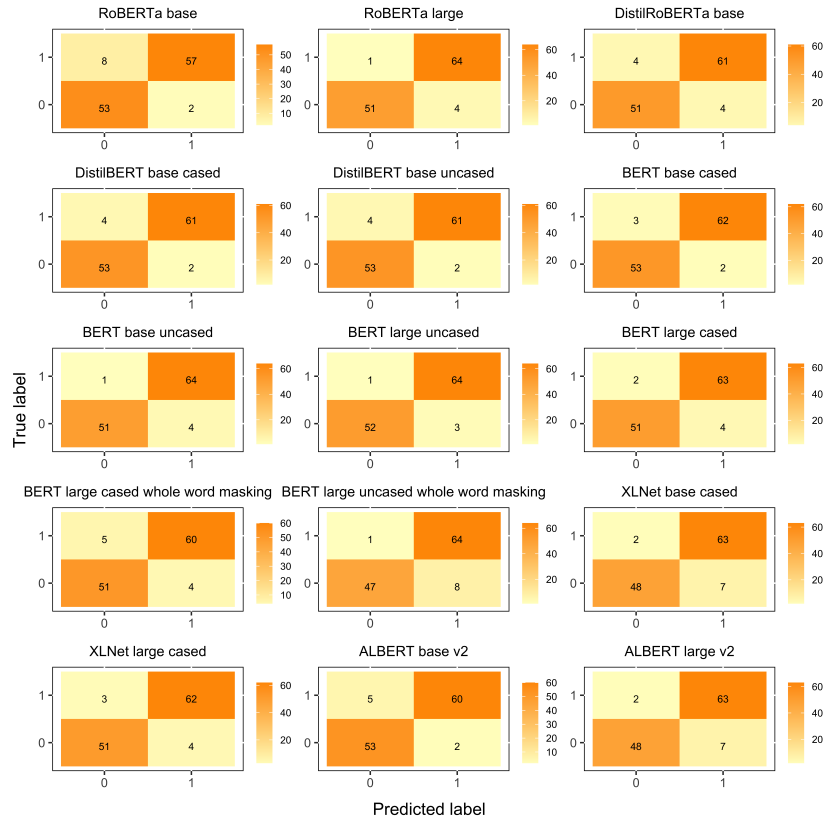 RoBERTa base RoBERTa large DistilRoBERTa base
1 8 57 50 40 30 20 10 1 1 64 60 40 20 1 4 61 60 40 20
0 53 2 0 51 4 0 51 4
0 1 0 1 0 1
DistilBERT base cased DistilBERT base uncased BERT base cased
1 4 61 60 40 20 1 4 61 60 40 20 1 3 62 60 40 20
0 53 2 0 53 2 0 53 2
0 1 0 1 0 1
BERT base uncased BERT large uncased BERT large cased
1 1 64 60 40 20 1 1 64 60 40 20 1 2 63 60 40 20
0 51 4 0 52 3 0 51 4
0 1 0 1 0 1
True label
BERT large cased whole word masking BERT large uncased whole word masking XLNet base cased
1 5 60 60 50 40 30 20 10 1 1 64 60 40 20 1 2 63 60 40 20
0 51 4 0 47 8 0 48 7
0 1 0 1 0 1
XLNet large cased ALBERT base v2 ALBERT large v2
1 3 62 60 40 20 1 5 60 60 50 40 30 20 10 1 2 63 60 40 20
0 51 4 0 53 2 0 48 7
0 1 0 1 0 1
Predicted label